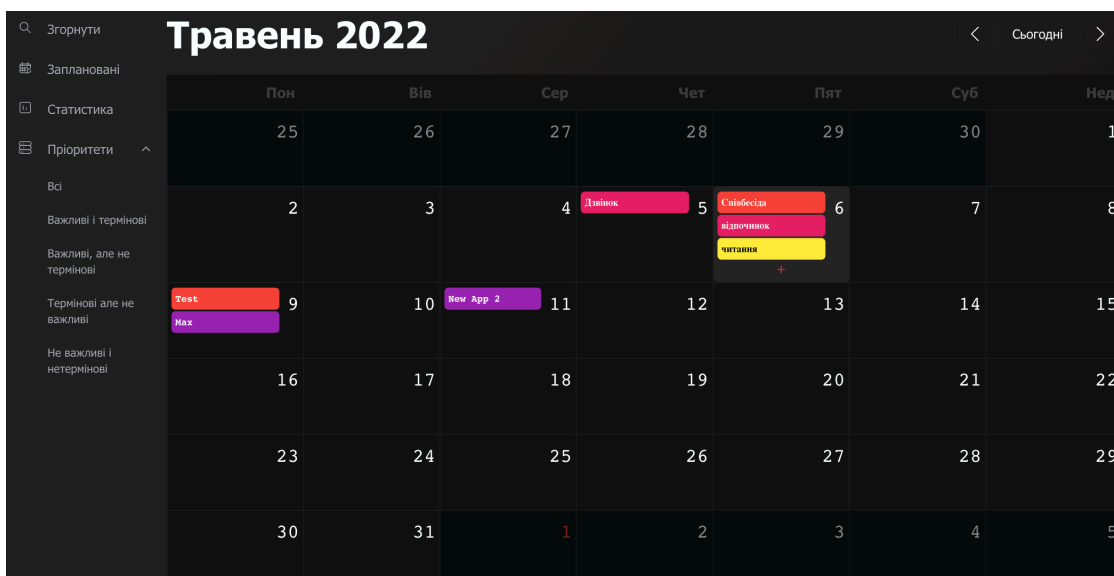 Згорнути
Заплановані
Статистика
Пріоритети
Всі
Важливі і термінові
Важливі, але не
термінові
Термінові але не
важливі
Не важливі і
нетермінові
Травень 2022
Сьогодні
Пон Вів Сер Чет Пят Суб Нед
25 26 27 28 29 30 1
2 3 4 Дзвінок 5 Співбесіда 6 7 8
відпочинок
читання
+
Test 9 10 New App 2 11 12 13 14 15
Max
16 17 18 19 20 21 22
23 24 25 26 27 28 29
30 31 1 2 3 4 5